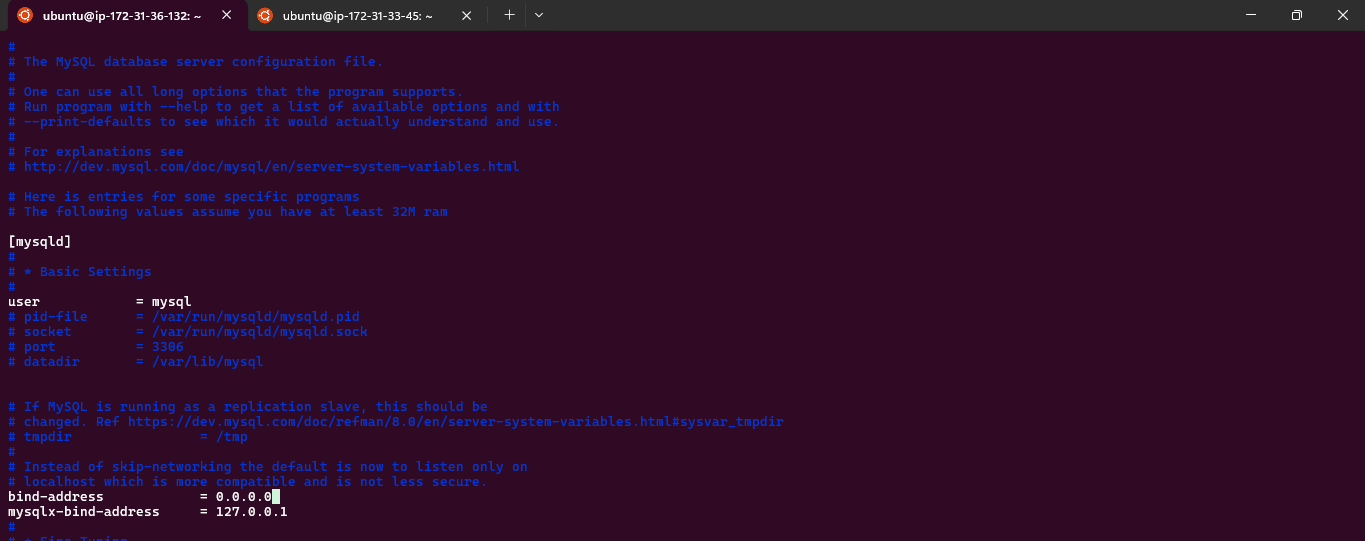 ubuntu@ip-172-31-36-132: ~
ubuntu@ip-172-31-33-45: ~
#
# The MySQL database server configuration file.
#
# One can use all long options that the program supports.
# Run program with --help to get a list of available options and with
# --print-defaults to see which it would actually understand and use.
#
# For explanations see
# http://dev.mysql.com/doc/mysql/en/server-system-variables.html
# Here is entries for some specific programs
# The following values assume you have at least 32M ram
[mysqld]
#
# * Basic Settings
#
user            = mysql
# pid-file      = /var/run/mysqld/mysqld.pid
# socket        = /var/run/mysqld/mysqld.sock
# port          = 3306
# datadir       = /var/lib/mysql
# If MySQL is running as a replication slave, this should be
# changed. Ref https://dev.mysql.com/doc/refman/8.0/en/server-system-variables.html#sysvar_tmpdir
# tmpdir                = /tmp
#
# Instead of skip-networking the default is now to listen only on
# localhost which is more compatible and is not less secure.
bind-address            = 0.0.0.0
mysqlx-bind-address     = 127.0.0.1
#
# * Fine Tuning